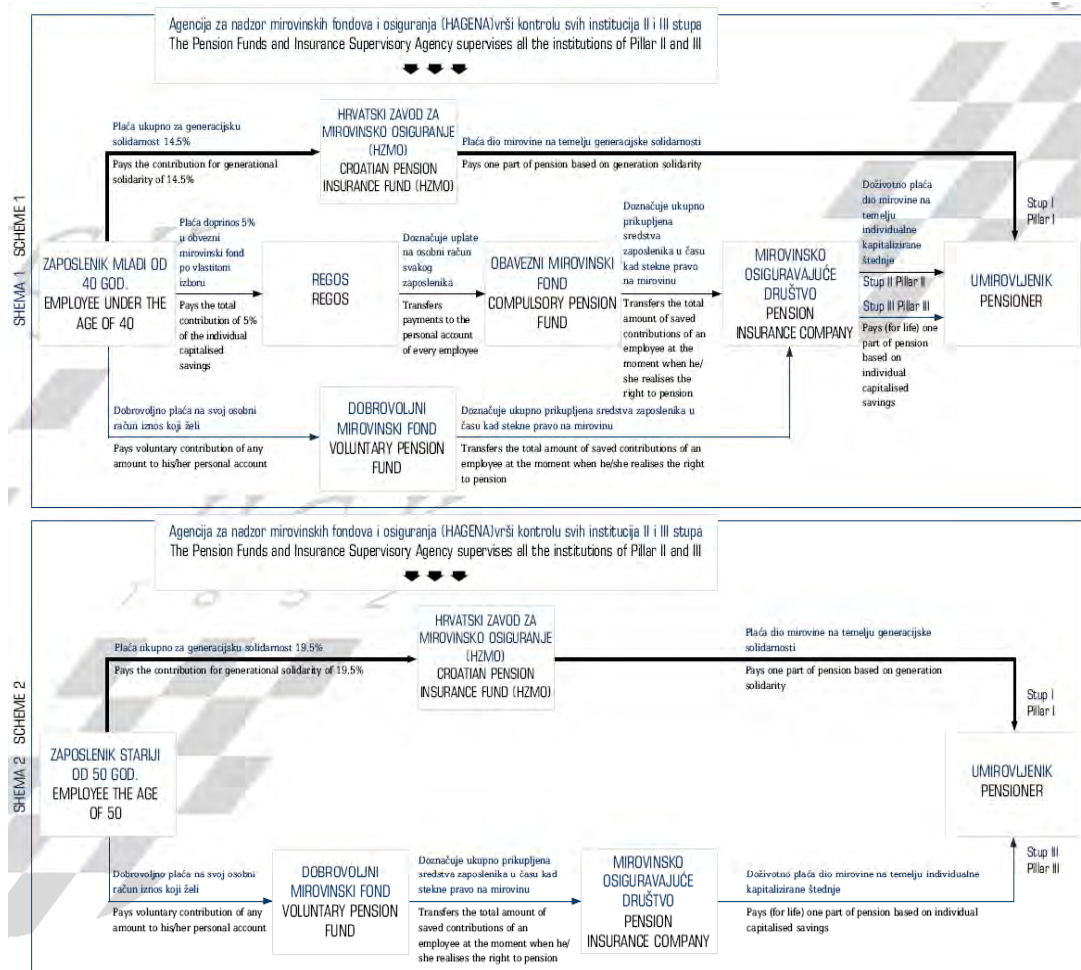 Agencija za nadzor mirovinskih fondova i osiguranja (HAGENA)vrši kontrolu svih institucija II i III stupa
The Pension Funds and Insurance Supervisory Agency supervises all the institutions of Pillar II and III
SHEMA 1 SCHEME 1
Plaća ukupno za generacijsku
solidarnost 14.5%
Pays the contribution for generational
solidarity of 14.5%
HRVATSKI ZAVOD ZA
MIROVINSKO OSIGURANJE
(HZMO)
CROATIAN PENSION
INSURANCE FUND (HZMO)
Plaća dio mirovine na temelju generacijske solidarnosti
Pays one part of pension based on generation solidarity
Stup I
Pillar I
ZAPOSLENIK MLAĐI OD
40 GOD.
EMPLOYEE UNDER THE
AGE OF 40
Plaća doprinos 5%
u obvezni
mirovinski fond
po vlastitom
izboru
Pays the total
contribution of 5%
of the individual
capitalised
savings
REGOS
REGOS
Doznačuje uplate
na osobni račun
svakog
zaposlenika
Transfers
payments to the
personal account
of every employee
OBAVEZNI MIROVINSKI
FOND
COMPULSORY PENSION
FUND
Doznačuje ukupno
prikupljena
sredstva
zaposlenika u času
kad stekne pravo
na mirovinu
Transfers the total
amount of saved
contributions of an
employee at the
moment when he/
she realises the
right to pension
MIROVINSKO
OSIGURAVAJUĆE
DRUŠTVO
PENSION
INSURANCE COMPANY
Doživotno plaća
dio mirovine na
temelju
individualne
kapitalizirane
štednje
Stup II Pillar II
Stup III Pillar III
Pays (for life) one
part of pension
based on
individual
capitalised
savings
UMIROVLJENIK
PENSIONER
Dobrovoljno plaća na svoj osobni
račun iznos koji želi
Pays voluntary contribution of any
amount to his/her personal account
DOBROVOLJNI
MIROVINSKI FOND
VOLUNTARY PENSION
FUND
Doznačuje ukupno prikupljena sredstva zaposlenika u
času kad stekne pravo na mirovinu
Transfers the total amount of saved contributions of an
employee at the moment when he/she realises the right
to pension
Agencija za nadzor mirovinskih fondova i osiguranja (HAGENA)vrši kontrolu svih institucija II i III stupa
The Pension Funds and Insurance Supervisory Agency supervises all the institutions of Pillar II and III
SHEMA 2 SCHEME 2
Plaća ukupno za generacijsku solidarnost 19.5%
Pays the contribution for generational solidarity of 19.5%
HRVATSKI ZAVOD ZA
MIROVINSKO OSIGURANJE
(HZMO)
CROATIAN PENSION
INSURANCE FUND (HZMO)
Plaća dio mirovine na temelju generacijske
solidarnosti
Pays one part of pension based on generation
solidarity
Stup I
Pillar I
ZAPOSLENIK STARIJI
OD 50 GOD.
EMPLOYEE THE AGE
OF 50
UMIROVLJENIK
PENSIONER
Dobrovoljno plaća na svoj osobni
račun iznos koji želi
Pays voluntary contribution of any
amount to his/her personal account
DOBROVOLJNI
MIROVINSKI FOND
VOLUNTARY PENSION
FUND
Doznačuje ukupno prikupljena
sredstva zaposlenika u času kad
stekne pravo na mirovinu
Transfers the total amount of
saved contributions of an
employee at the moment when he/
she realises the right to pension
MIROVINSKO
OSIGURAVAJUĆE
DRUŠTVO
PENSION
INSURANCE COMPANY
Doživotno plaća dio mirovine na temelju individualne
kapitalizirane štednje
Pays (for life) one part of pension based on individual
capitalised savings
Stup III
Pillar III